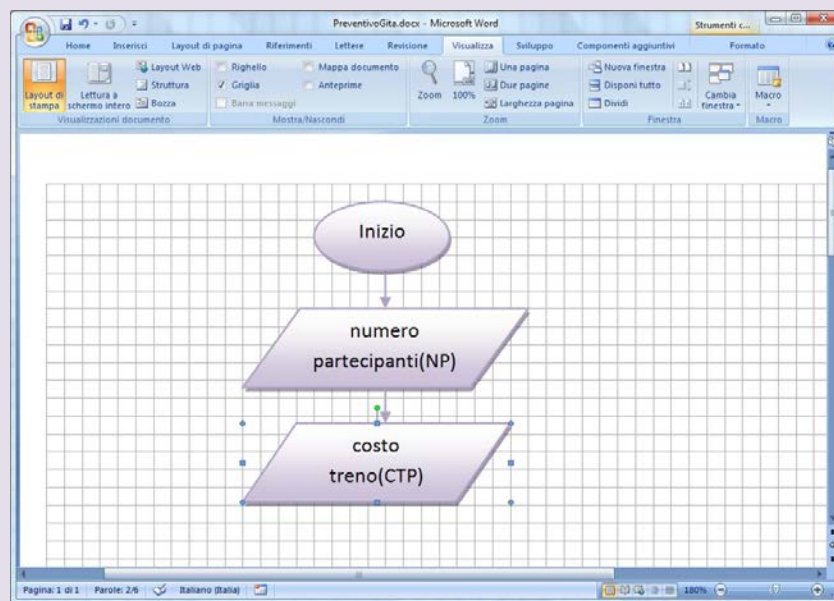 PreventivoGita.docx - Microsoft Word
Strumenti c...
Home Inserisci Layout di pagina Riferimenti Lettere Revisione Visualizza Sviluppo Componenti aggiuntivi Formato
Layout di stampa
Lettura a schermo intero
Layout Web
Struttura
Bozza
Visualizzazioni documento
Righello
Griglia
Barra messaggi
Mappa documento
Anteprime
Mostra/Nascondi
Zoom
100%
Una pagina
Due pagine
Larghezza pagina
Zoom
Nuova finestra
Disponi tutto
Dividi
Cambia finestra
Finestra
Macro
Macro
Inizio
numero
partecipanti(NP)
costo
treno(CTP)
Pagina: 1 di 1 Parole: 2/6 Italiano (Italia) 180%